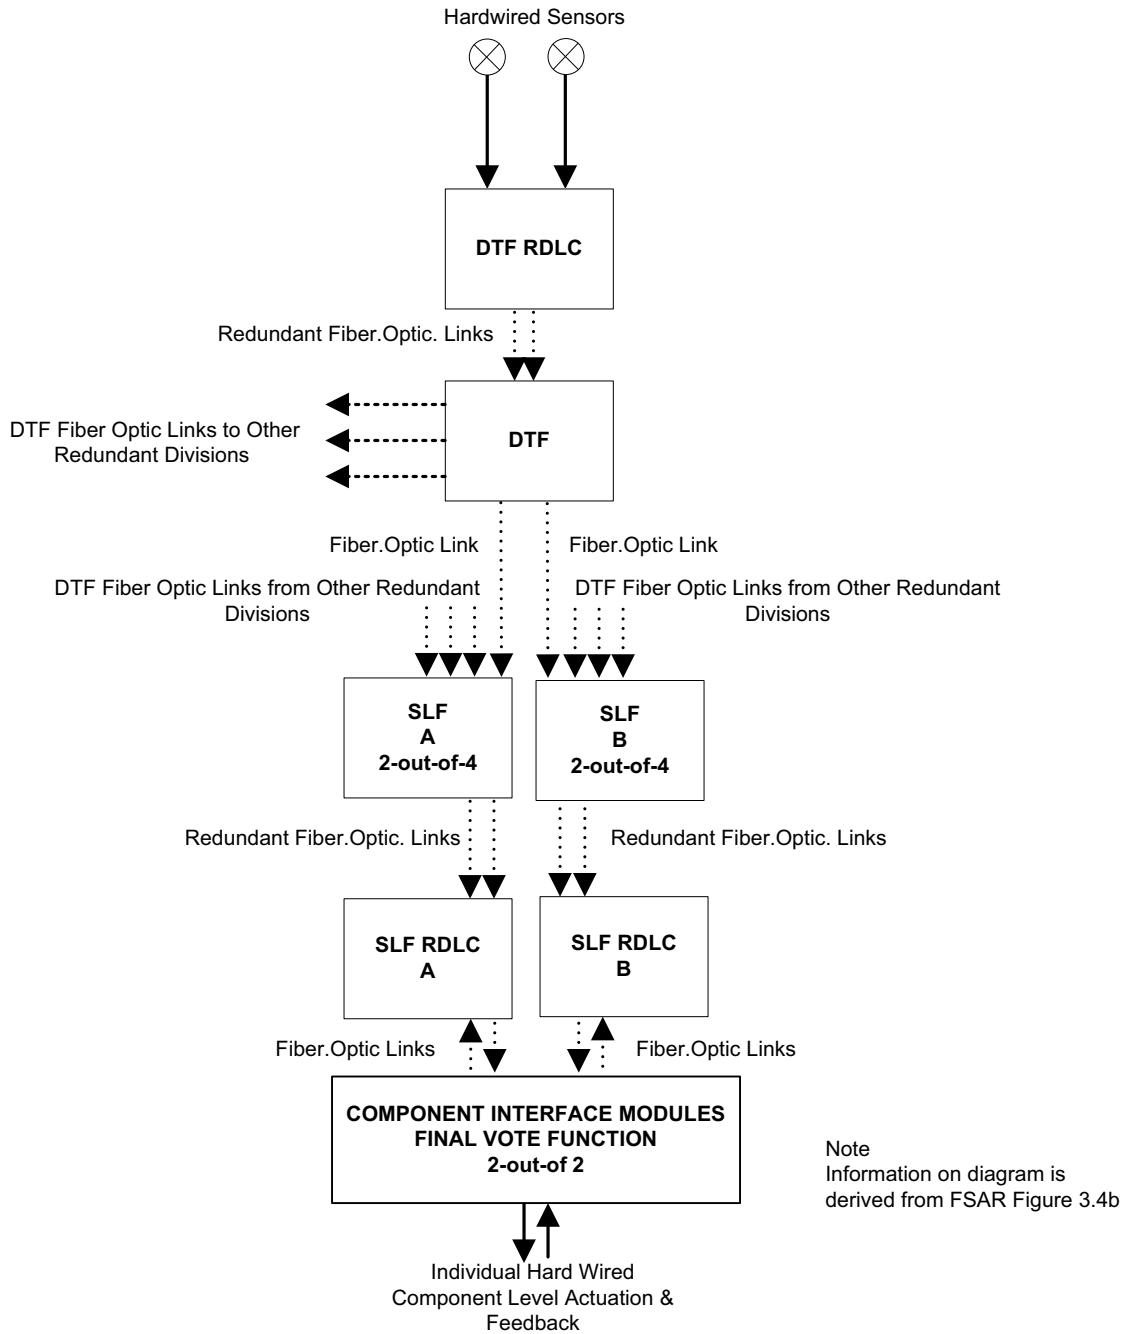 Hardwired Sensors
DTF RDLC
Redundant Fiber.Optic. Links
DTF
DTF Fiber Optic Links to Other
Redundant Divisions
Fiber.Optic Link
Fiber.Optic Link
DTF Fiber Optic Links from Other Redundant
Divisions
DTF Fiber Optic Links from Other Redundant
Divisions
SLF
A
2-out-of-4
SLF
B
2-out-of-4
Redundant Fiber.Optic. Links
Redundant Fiber.Optic. Links
SLF RDLC
A
SLF RDLC
B
Fiber.Optic Links
Fiber.Optic Links
COMPONENT INTERFACE MODULES
FINAL VOTE FUNCTION
2-out-of 2
Note
Information on diagram is
derived from FSAR Figure 3.4b
Individual Hard Wired
Component Level Actuation &
Feedback